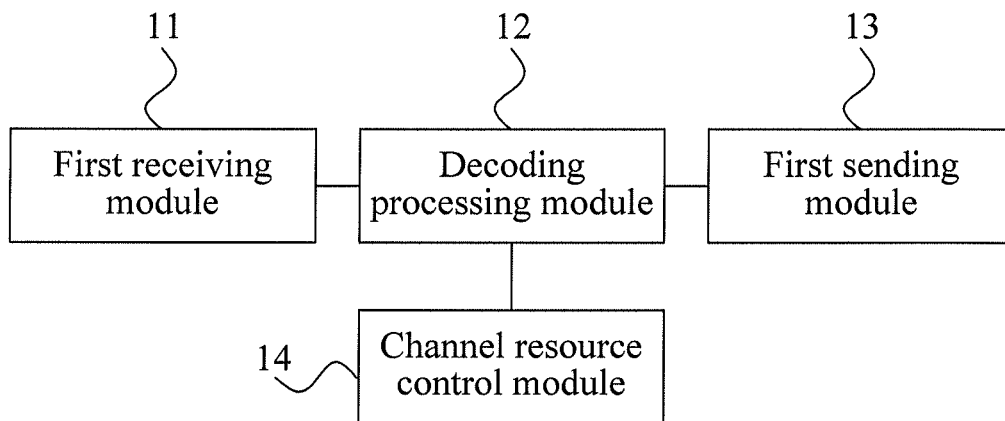 11
12
13
First receiving
module
Decoding
processing module
First sending
module
14
Channel resource
control module